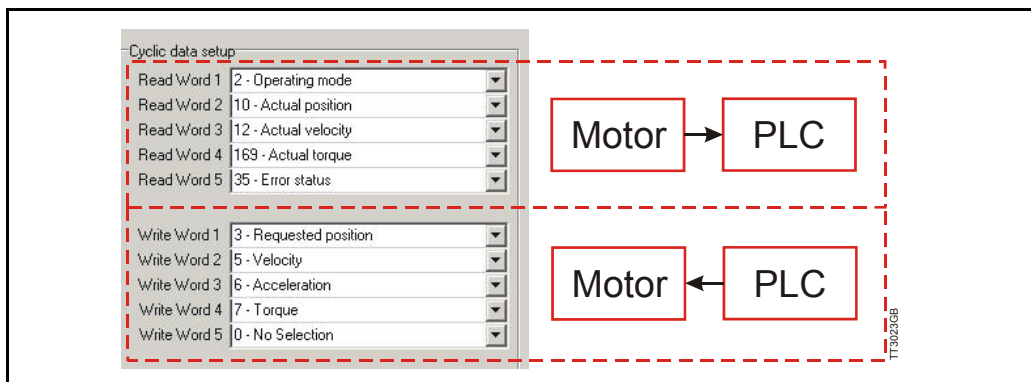 Cyclic data setup
Read Word 1 2 - Operating mode
Read Word 2 10 - Actual position
Read Word 3 12 - Actual velocity
Read Word 4 169 - Actual torque
Read Word 5 35 - Error status
Motor PLC
Write Word 1 3 - Requested position
Write Word 2 5 - Velocity
Write Word 3 6 - Acceleration
Write Word 4 7 - Torque
Write Word 5 0 - No Selection
Motor PLC
TT3023GB